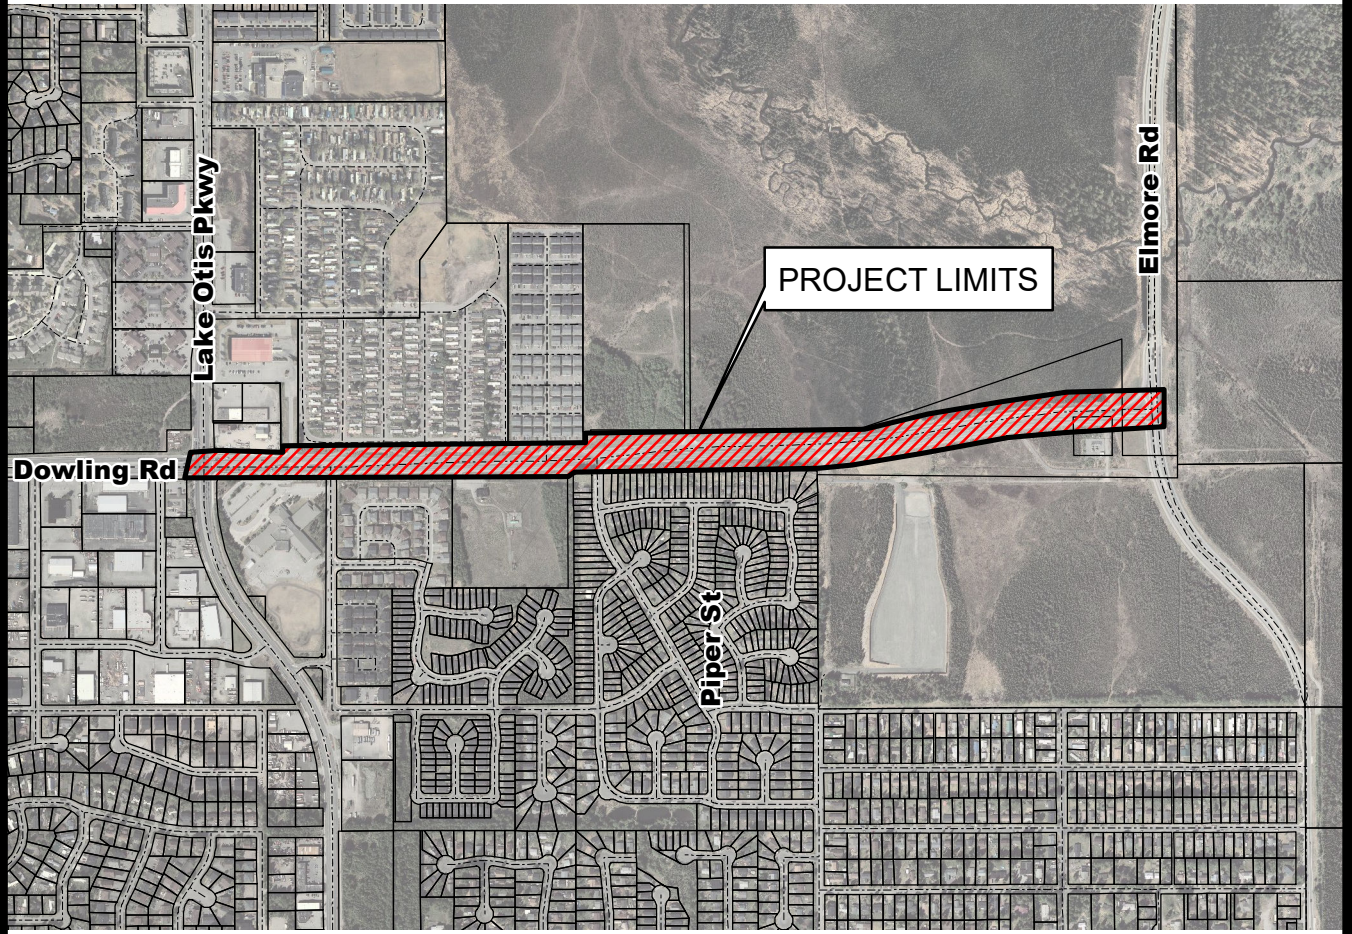 Elmore Rd
Lake Otis Pkwy
PROJECT LIMITS
Dowling Rd
Piper St